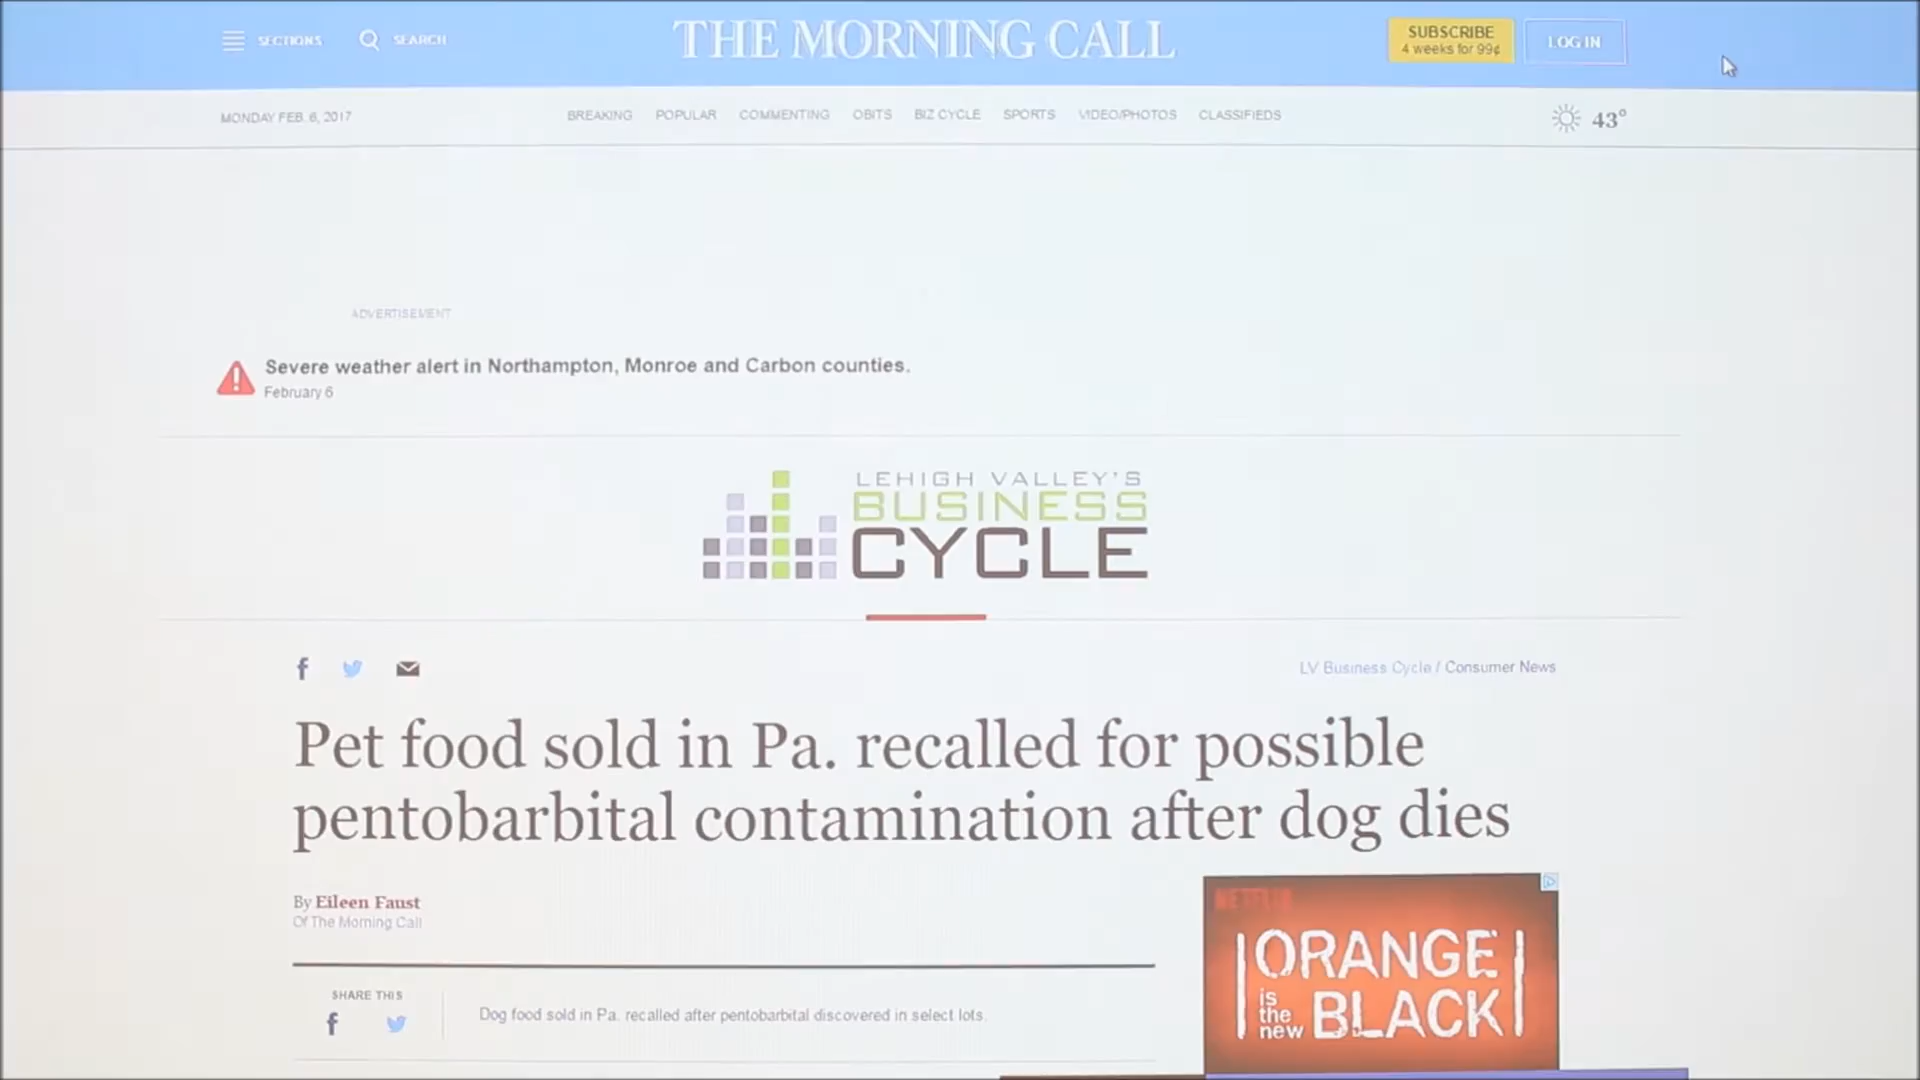 SECTIONS
SEARCH
THE MORNING CALL
SUBSCRIBE
4 weeks for 99¢
LOG IN
MONDAY FEB. 6, 2017
BREAKING
POPULAR
COMMENTING
OBITS
BIZ CYCLE
SPORTS
VIDEO/PHOTOS
CLASSIFIEDS
43°
ADVERTISEMENT
Severe weather alert in Northampton, Monroe and Carbon counties.
February 6
LEHIGH VALLEY'S
BUSINESS
CYCLE
LV Business Cycle / Consumer News
Pet food sold in Pa. recalled for possible
pentobarbital contamination after dog dies
By Eileen Faust
Of The Morning Call
NETFLIX
ORANGE
is the new BLACK
SHARE THIS
Dog food sold in Pa. recalled after pentobarbital discovered in select lots.